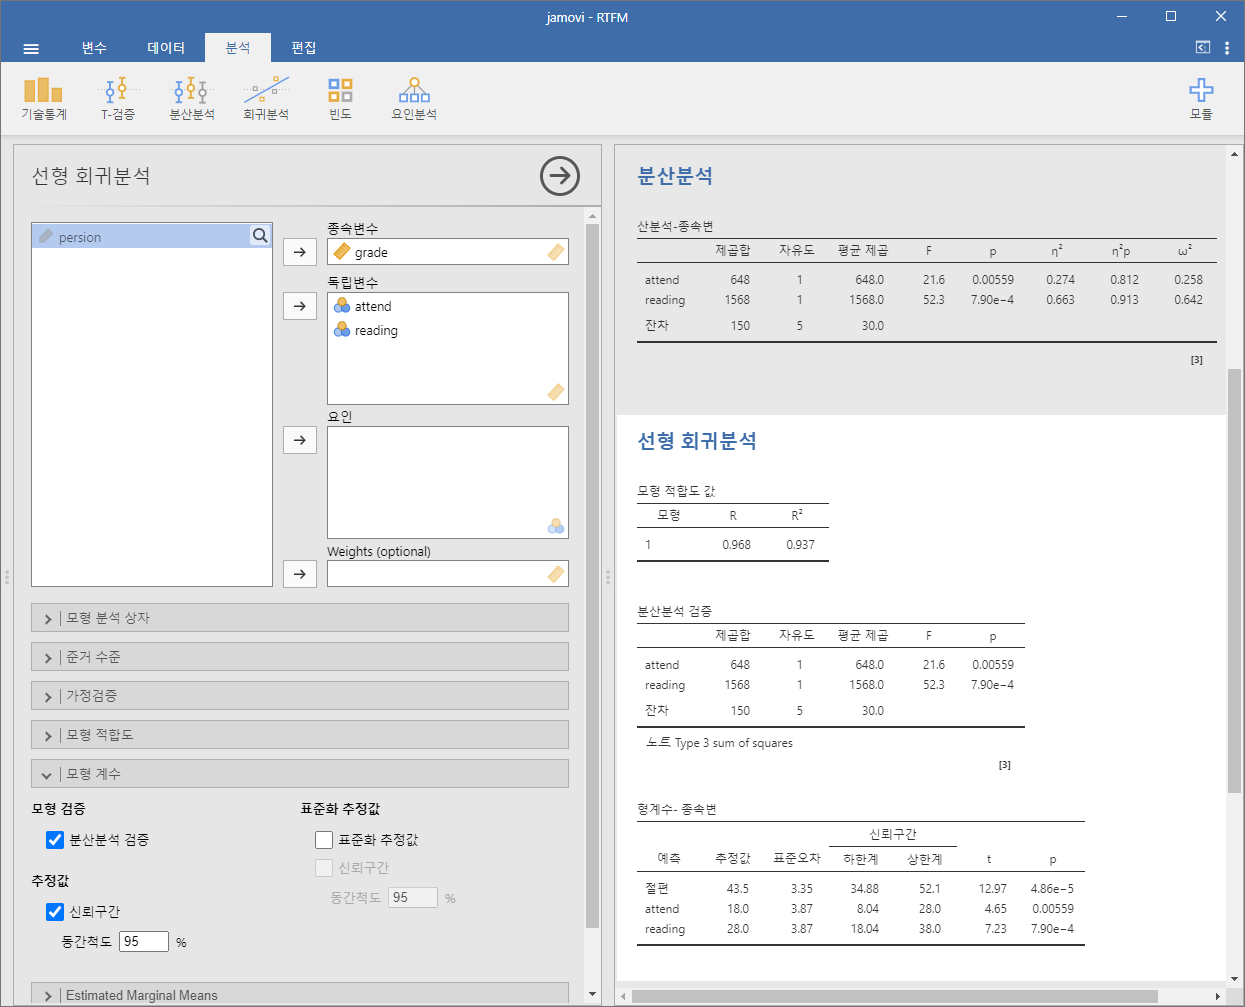 jamovi - RTFM
변수 데이터 분석 편집
기술통계 T-검증 분산분석 회귀분석 빈도 요인분석 모듈
선형 회귀분석
persion
종속변수
grade
독립변수
attend
reading
요인
Weights (optional)
모형 분석 상자
준거 수준
가정검증
모형 적합도
모형 계수
모형 검증 표준화 추정값
분산분석 검증 표준화 추정값
신뢰구간
동간척도 95 %
추정값
신뢰구간
동간척도 95 %
Estimated Marginal Means
분산분석
산분석-종속변
제곱합 자유도 평균 제곱 F p η² η²p ω²
attend 648 1 648.0 21.6 0.00559 0.274 0.812 0.258
reading 1568 1 1568.0 52.3 7.90e−4 0.663 0.913 0.642
잔차 150 5 30.0
[3]
선형 회귀분석
모형 적합도 값
모형 R R²
1 0.968 0.937
분산분석 검증
제곱합 자유도 평균 제곱 F p
attend 648 1 648.0 21.6 0.00559
reading 1568 1 1568.0 52.3 7.90e−4
잔차 150 5 30.0
노트. Type 3 sum of squares
[3]
형계수- 종속변
신뢰구간
예측 추정값 표준오차 하한계 상한계 t p
절편 43.5 3.35 34.88 52.1 12.97 4.86e−5
attend 18.0 3.87 8.04 28.0 4.65 0.00559
reading 28.0 3.87 18.04 38.0 7.23 7.90e−4